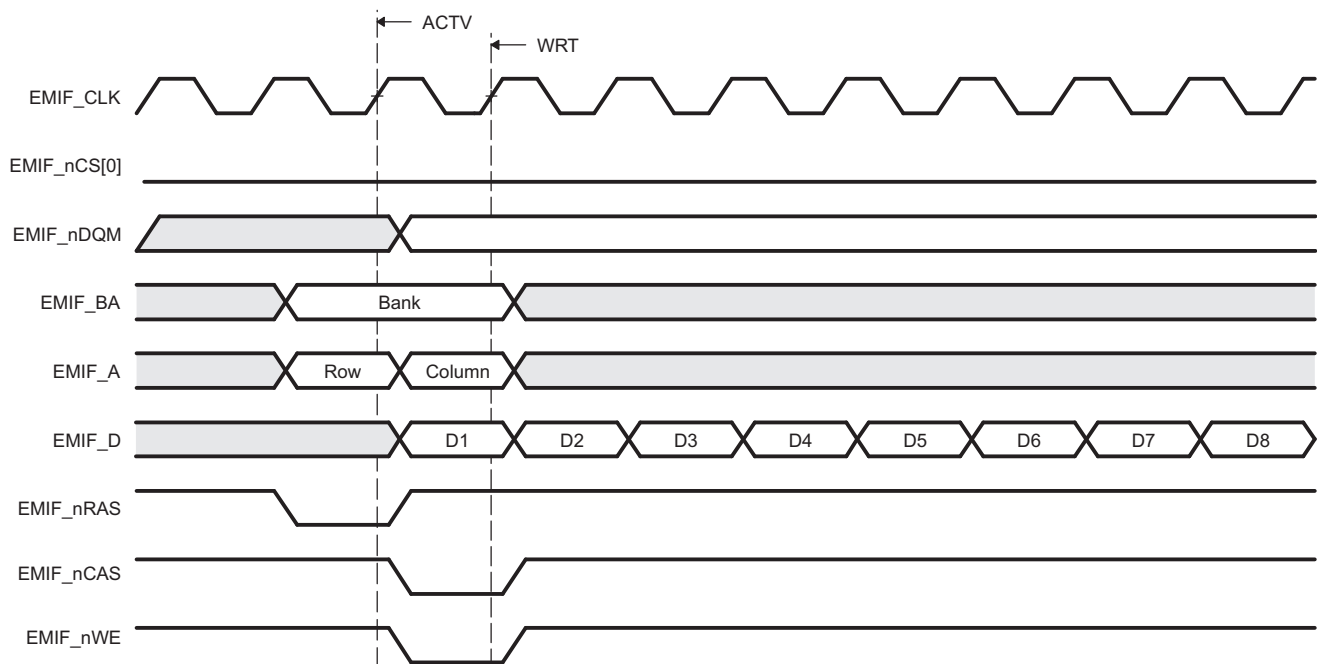 ACTV
WRT
EMIF_CLK
EMIF_nCS[0]
EMIF_nDQM
EMIF_BA Bank
EMIF_A Row Column
EMIF_D D1 D2 D3 D4 D5 D6 D7 D8
EMIF_nRAS
EMIF_nCAS
EMIF_nWE